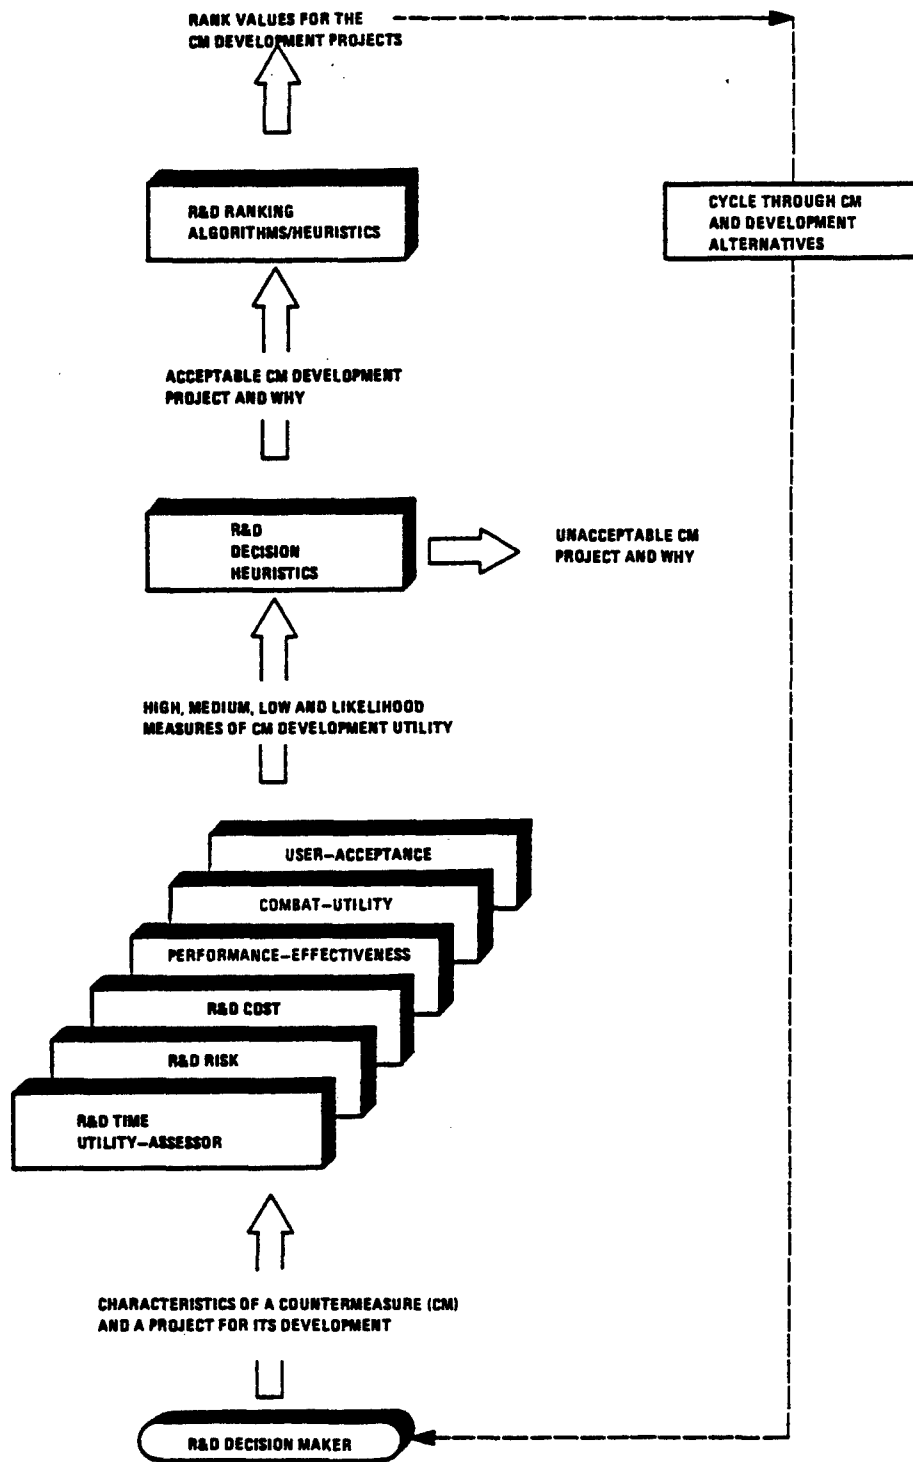 RANK VALUES FOR THE
CM DEVELOPMENT PROJECTS
R&D RANKING
ALGORITHMS/HEURISTICS
CYCLE THROUGH CM
AND DEVELOPMENT
ALTERNATIVES
ACCEPTABLE CM DEVELOPMENT
PROJECT AND WHY
R&D
DECISION
HEURISTICS
UNACCEPTABLE CM
PROJECT AND WHY
HIGH, MEDIUM, LOW AND LIKELIHOOD
MEASURES OF CM DEVELOPMENT UTILITY
USER-ACCEPTANCE
COMBAT-UTILITY
PERFORMANCE-EFFECTIVENESS
R&D COST
R&D RISK
R&D TIME
UTILITY-ASSESSOR
CHARACTERISTICS OF A COUNTERMEASURE (CM)
AND A PROJECT FOR ITS DEVELOPMENT
R&D DECISION MAKER